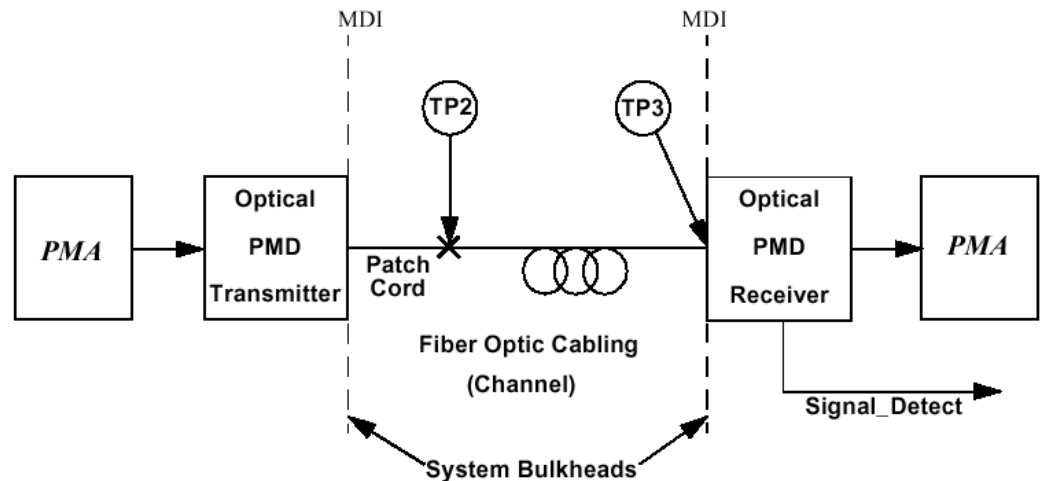 MDI
MDI
TP2
TP3
PMA
Optical
PMD
Transmitter
Patch
Cord
Fiber Optic Cabling
(Channel)
Optical
PMD
Receiver
PMA
Signal_Detect
System Bulkheads